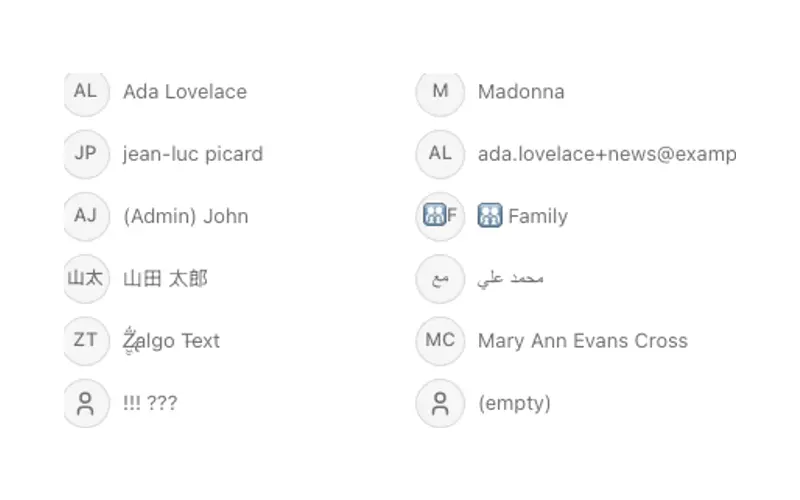 AL Ada Lovelace
M Madonna
JP jean-luc picard
AL ada.lovelace+news@examp
AJ (Admin) John
👪F 👪 Family
山太 山田 太郎
مع محمد علي
ZT Žalgo Text
MC Mary Ann Evans Cross
!!! ???
(empty)